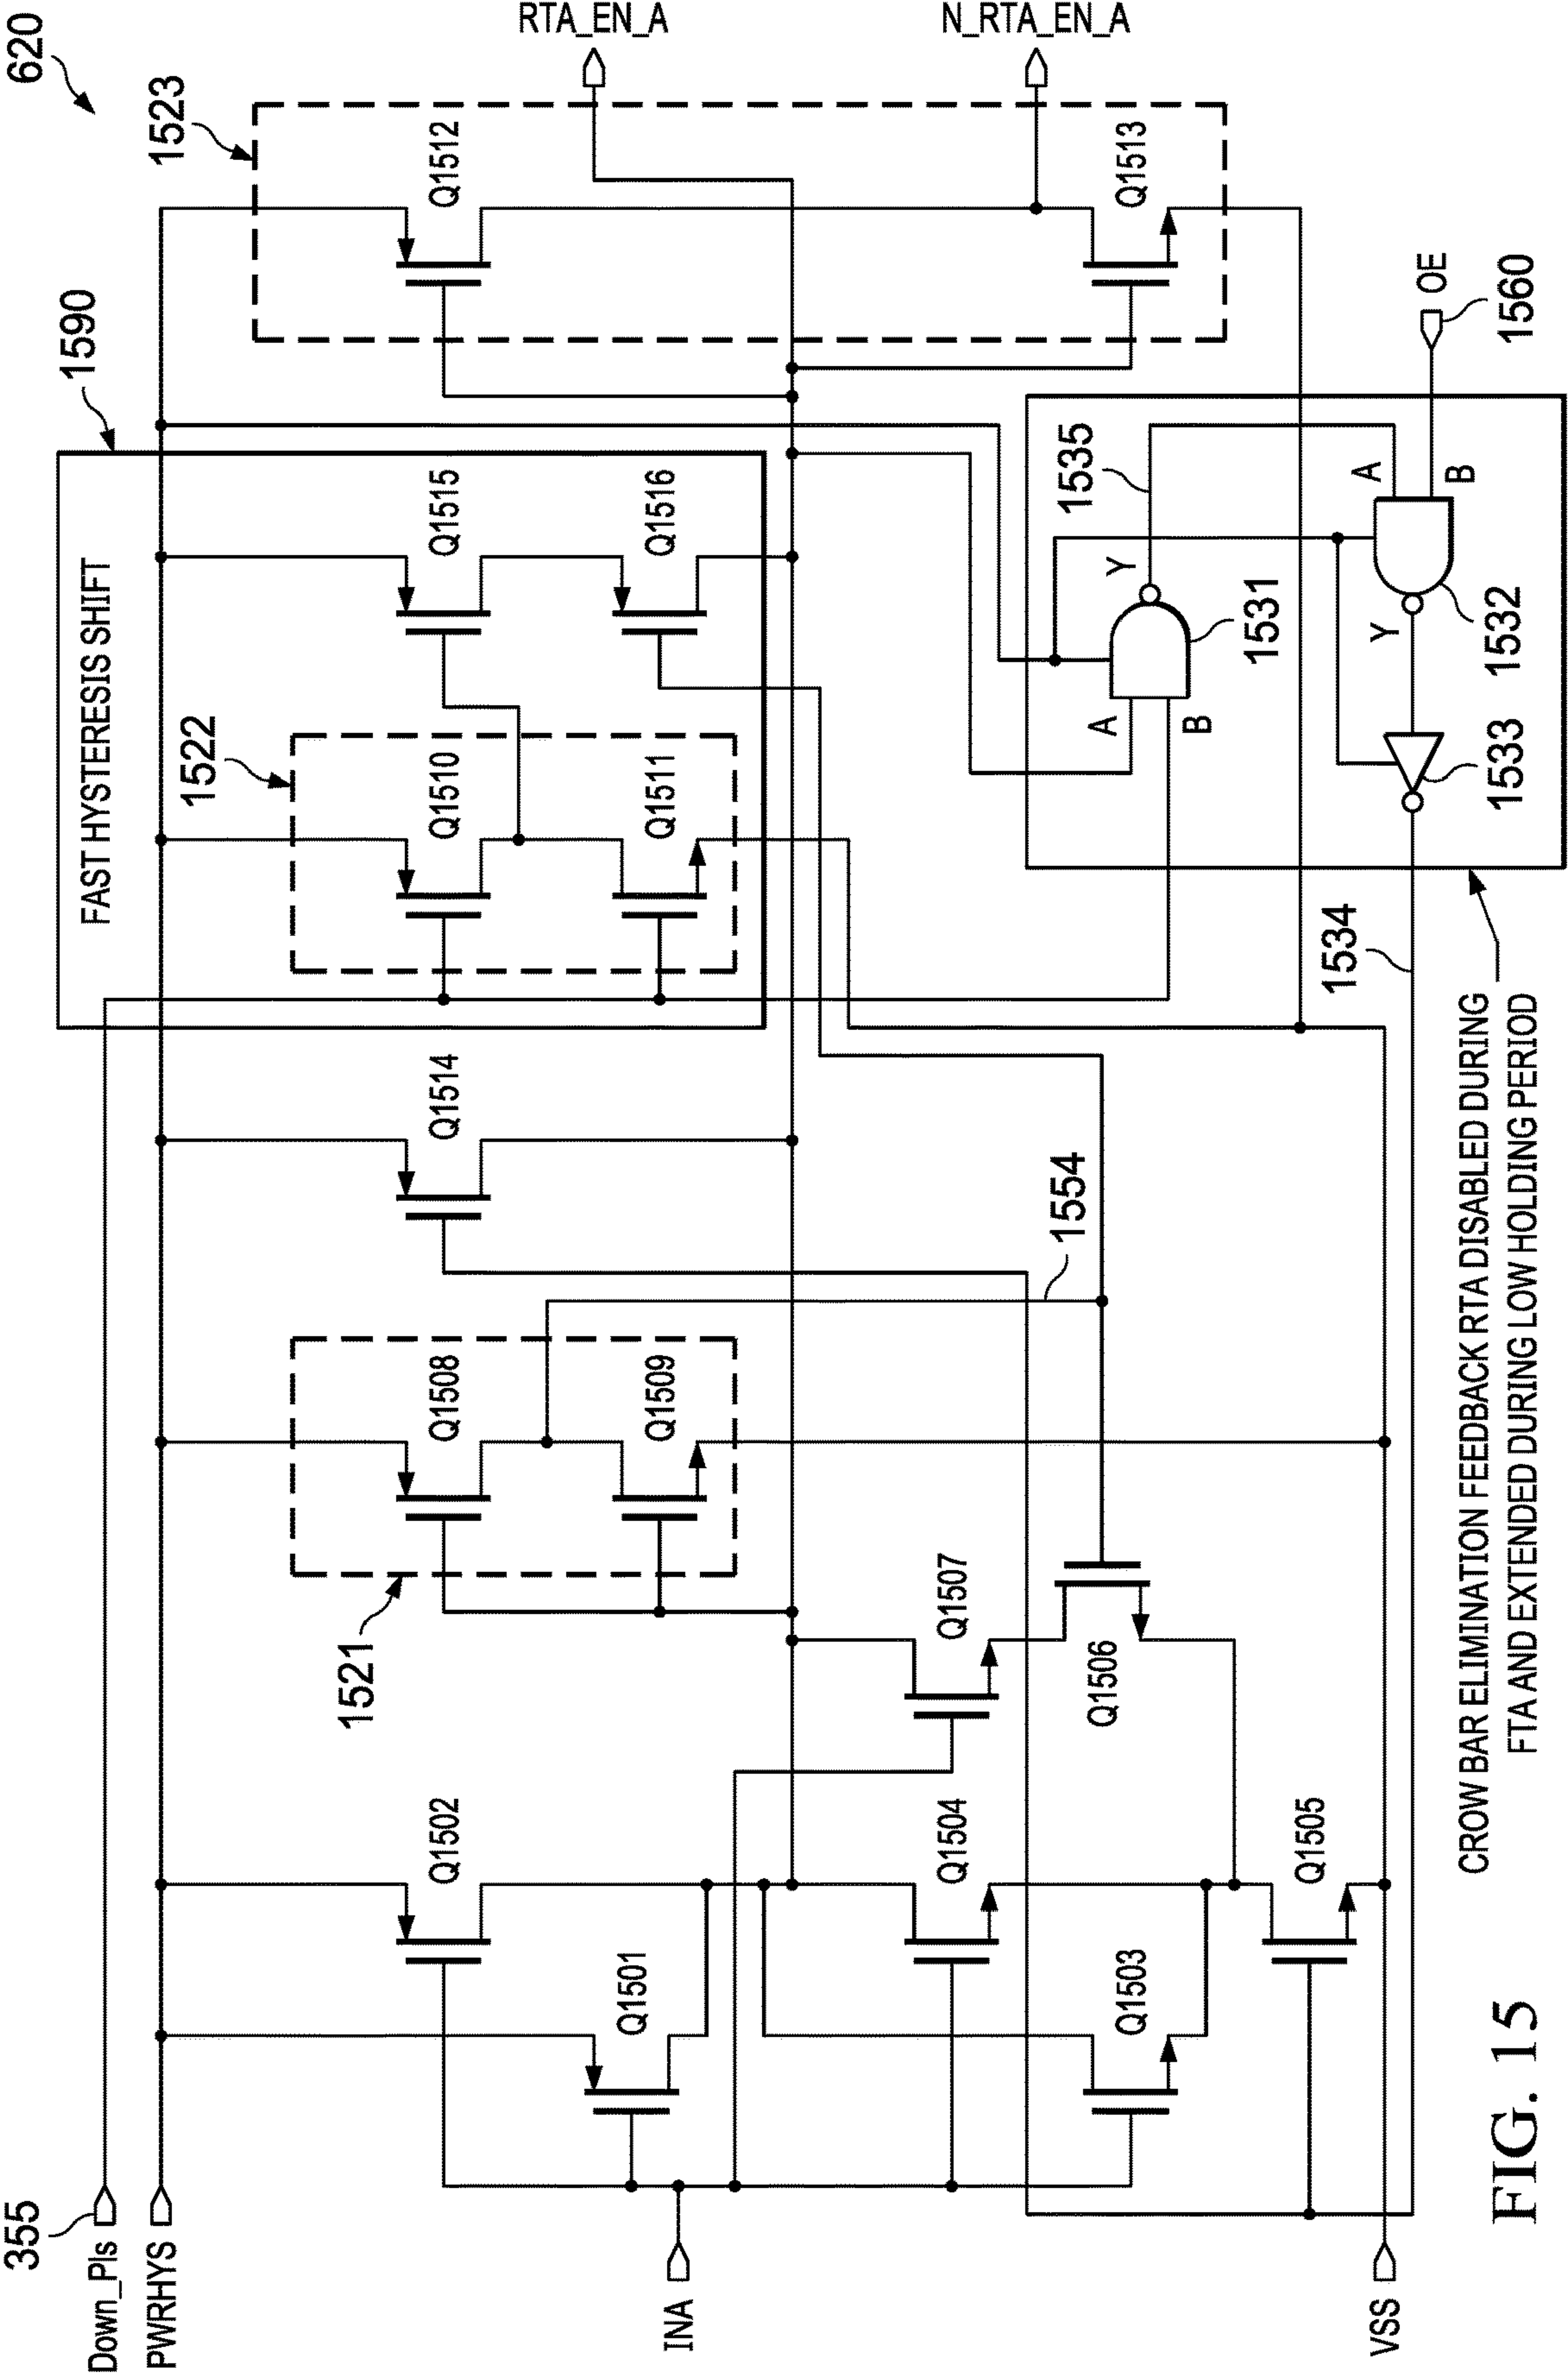 620
RTA_EN_A
N_RTA_EN_A
1523
Q1512
Q1513
1590
FAST HYSTERESIS SHIFT
Q1515
Q1516
1522
Q1510
Q1511
OE
1560
1535
A
B
Y
1531
A
B
1532
Y
1533
1534
CROW BAR ELIMINATION FEEDBACK RTA DISABLED DURING
FTA AND EXTENDED DURING LOW HOLDING PERIOD
Q1514
1554
Q1508
Q1509
1521
Q1507
Q1506
Q1502
Q1504
Q1505
Q1501
Q1503
355
Down_Pls
PWRHYS
INA
VSS
FIG. 15